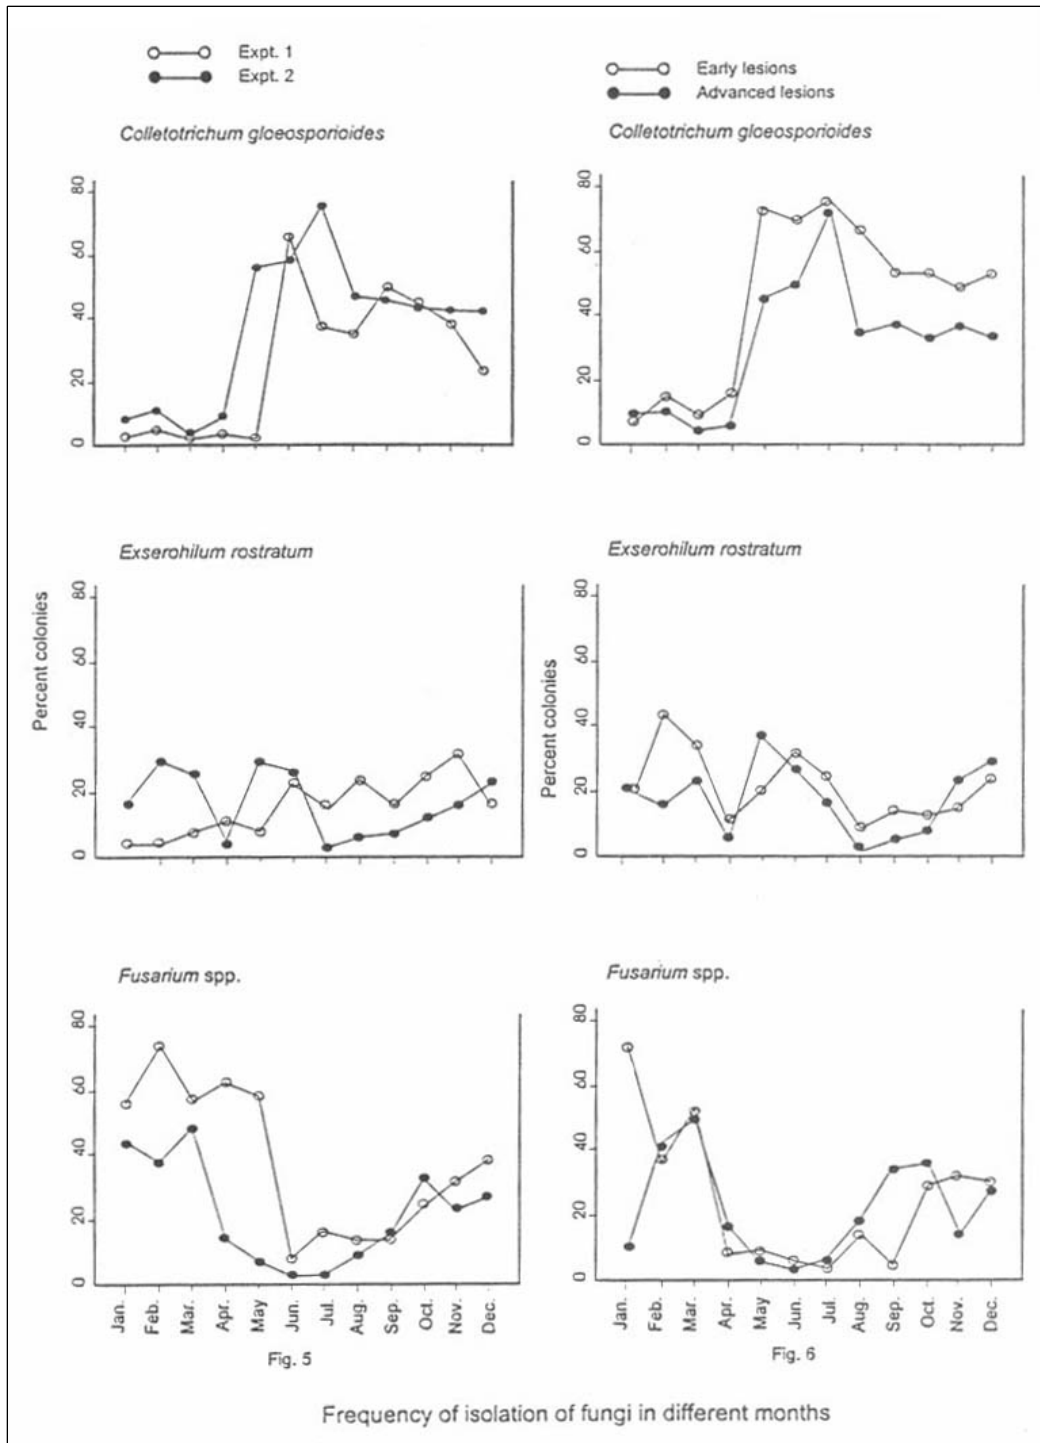 Expt. 1
Expt. 2
Colletotrichum gloeosporioides
80
60
40
20
0
Exserohilum rostratum
80
60
40
20
0
Percent colonies
Fusarium spp.
80
60
40
20
0
Jan.
Feb.
Mar.
Apr.
May
Jun.
Jul.
Aug.
Sep.
Oct.
Nov.
Dec.
Fig. 5
Early lesions
Advanced lesions
Colletotrichum gloeosporioides
80
60
40
20
0
Exserohilum rostratum
80
60
40
20
0
Percent colonies
Fusarium spp.
80
60
40
20
0
Jan.
Feb.
Mar.
Apr.
May
Jun.
Jul.
Aug.
Sep.
Oct.
Nov.
Dec.
Fig. 6
Frequency of isolation of fungi in different months